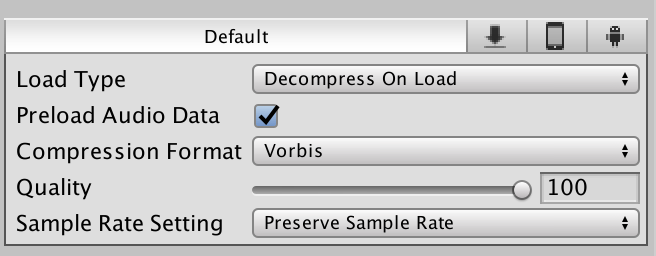 Default
Load Type Decompress On Load
Preload Audio Data
Compression Format Vorbis
Quality 100
Sample Rate Setting Preserve Sample Rate